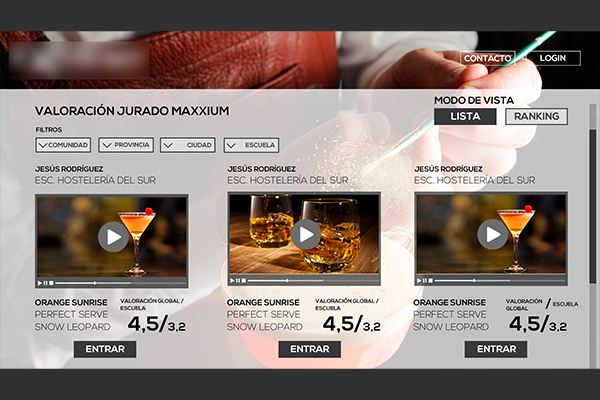 CONTACTO LOGIN
VALORACIÓN JURADO MAXXIUM
MODO DE VISTA
LISTA RANKING
FILTROS
COMUNIDAD PROVINCIA CIUDAD ESCUELA
JESÚS RODRÍGUEZ
ESC. HOSTELERÍA DEL SUR
ORANGE SUNRISE
PERFECT SERVE
SNOW LEOPARD
VALORACIÓN GLOBAL /
ESCUELA
4,5/3,2
ENTRAR
JESÚS RODRÍGUEZ
ESC. HOSTELERÍA DEL SUR
ORANGE SUNRISE
PERFECT SERVE
SNOW LEOPARD
VALORACIÓN GLOBAL /
ESCUELA
4,5/3,2
ENTRAR
JESÚS RODRÍGUEZ
ESC. HOSTELERÍA DEL SUR
ORANGE SUNRISE
PERFECT SERVE
SNOW LEOPARD
VALORACIÓN / ESCUELA
GLOBAL
4,5/3,2
ENTRAR